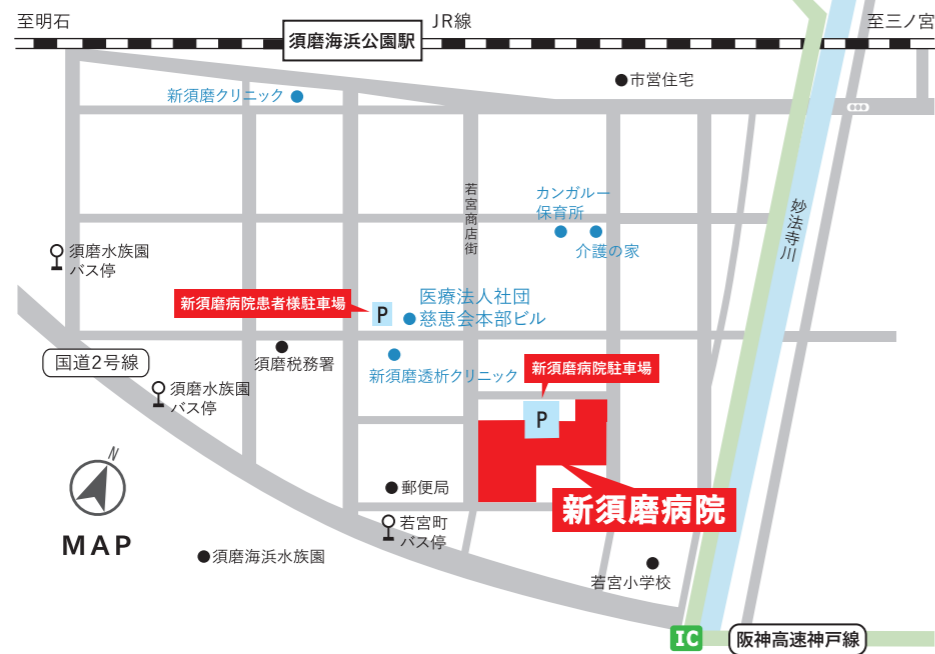 至明石
JR線
至三ノ宮
須磨海浜公園駅
市営住宅
新須磨クリニック
若宮商店街
カンガルー
保育所
介護の家
妙法寺川
須磨水族園
バス停
新須磨病院患者様駐車場
P
医療法人社団
慈恵会本部ビル
国道2号線
須磨税務署
新須磨透析クリニック
新須磨病院駐車場
P
須磨水族園
バス停
N
MAP
郵便局
新須磨病院
若宮町
バス停
須磨海浜水族園
若宮小学校
IC
阪神高速神戸線